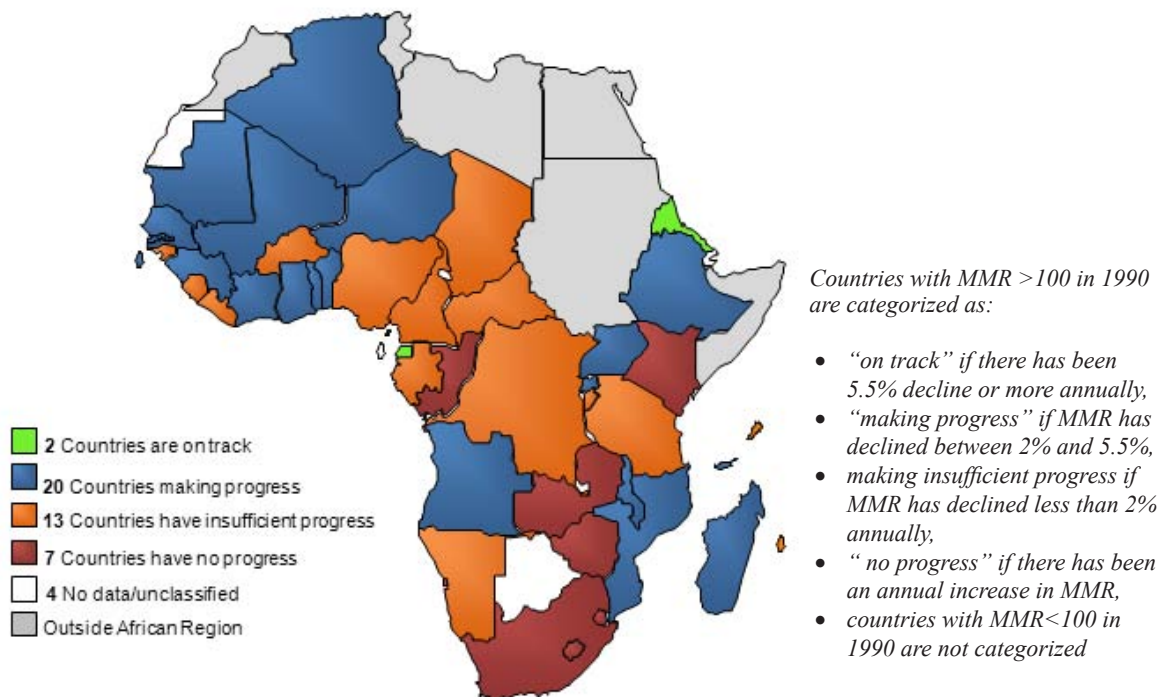 Countries with MMR >100 in 1990
are categorized as:
• “on track” if there has been
5.5% decline or more annually,
• “making progress” if MMR has
declined between 2% and 5.5%,
• making insufficient progress if
MMR has declined less than 2%
annually,
• “ no progress” if there has been
an annual increase in MMR,
• countries with MMR<100 in
1990 are not categorized
2 Countries are on track
20 Countries making progress
13 Countries have insufficient progress
7 Countries have no progress
4 No data/unclassified
Outside African Region